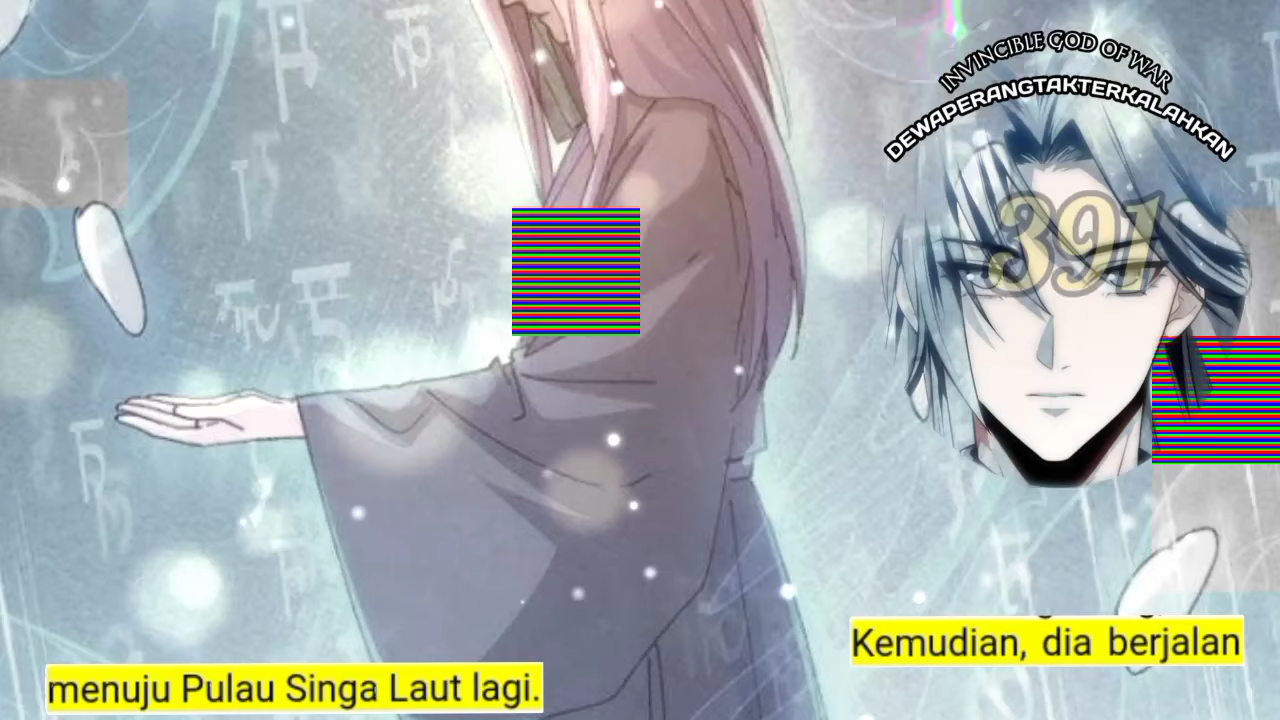 INVINCIBLE GOD OF WAR
DEWAPERANGTAKTERKALAHKAN
391
Kemudian, dia berjalan
menuju Pulau Singa Laut lagi.